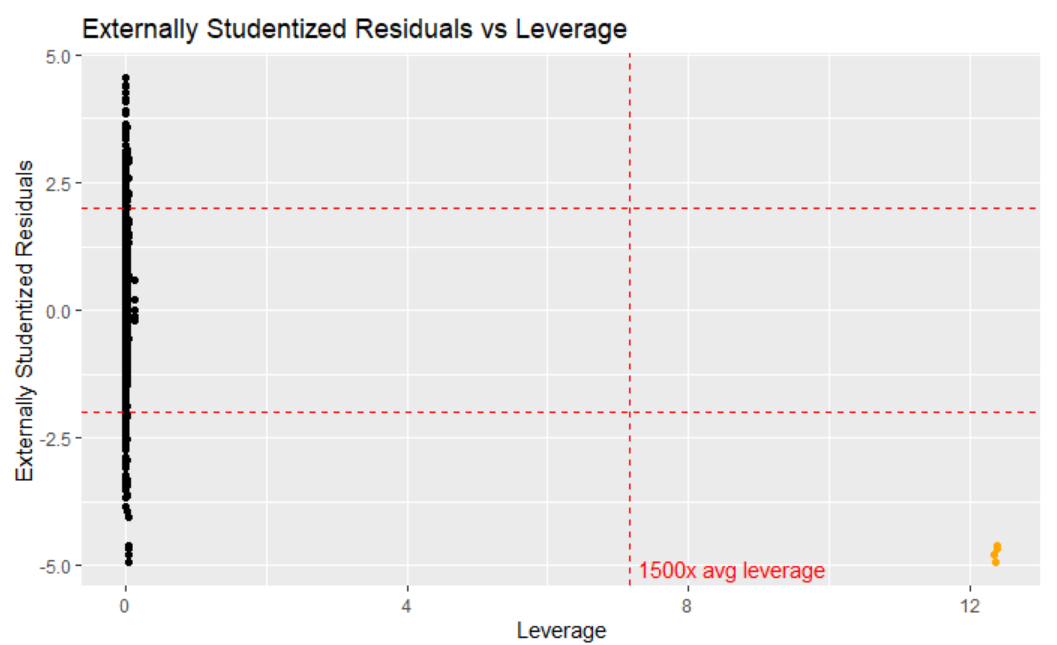 Externally Studentized Residuals vs Leverage
5.0
2.5
0.0
-2.5
-5.0
Externally Studentized Residuals
1500x avg leverage
0 4 8 12
Leverage